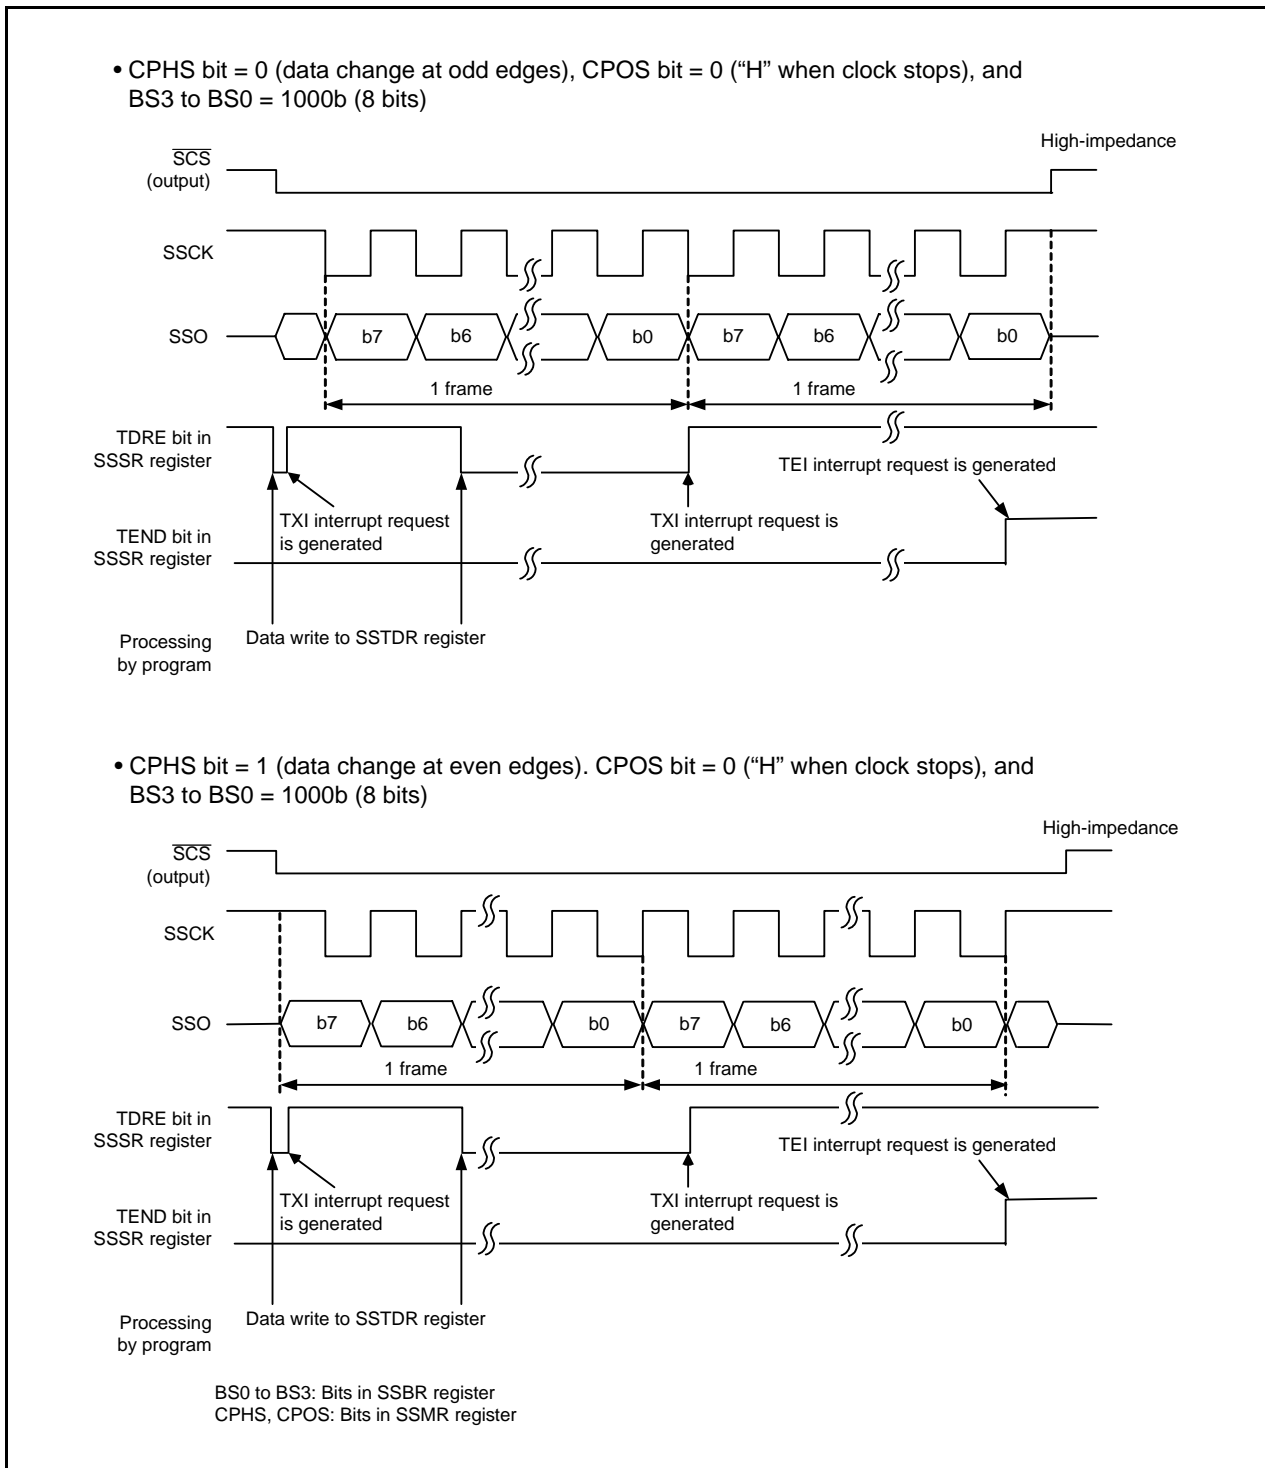 • CPHS bit = 0 (data change at odd edges), CPOS bit = 0 (“H” when clock stops), and
BS3 to BS0 = 1000b (8 bits)
High-impedance
SCS
(output)
SSCK
SSO
b7
b6
b0
b7
b6
b0
1 frame
1 frame
TDRE bit in
SSSR register
TEI interrupt request is generated
TXI interrupt request
is generated
TXI interrupt request is
generated
TEND bit in
SSSR register
Processing
by program
Data write to SSTDR register
• CPHS bit = 1 (data change at even edges). CPOS bit = 0 (“H” when clock stops), and
BS3 to BS0 = 1000b (8 bits)
High-impedance
SCS
(output)
SSCK
SSO
b7
b6
b0
b7
b6
b0
1 frame
1 frame
TDRE bit in
SSSR register
TEI interrupt request is generated
TXI interrupt request
is generated
TXI interrupt request is
generated
TEND bit in
SSSR register
Processing
by program
Data write to SSTDR register
BS0 to BS3: Bits in SSBR register
CPHS, CPOS: Bits in SSMR register